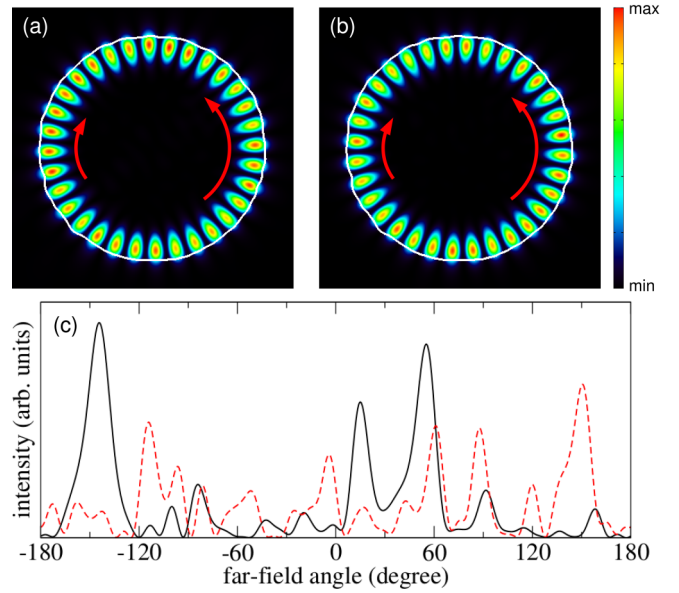 (a)
(b)
max
min
(c)
intensity (arb. units)
-180 -120 -60 0 60 120 180
far-field angle (degree)